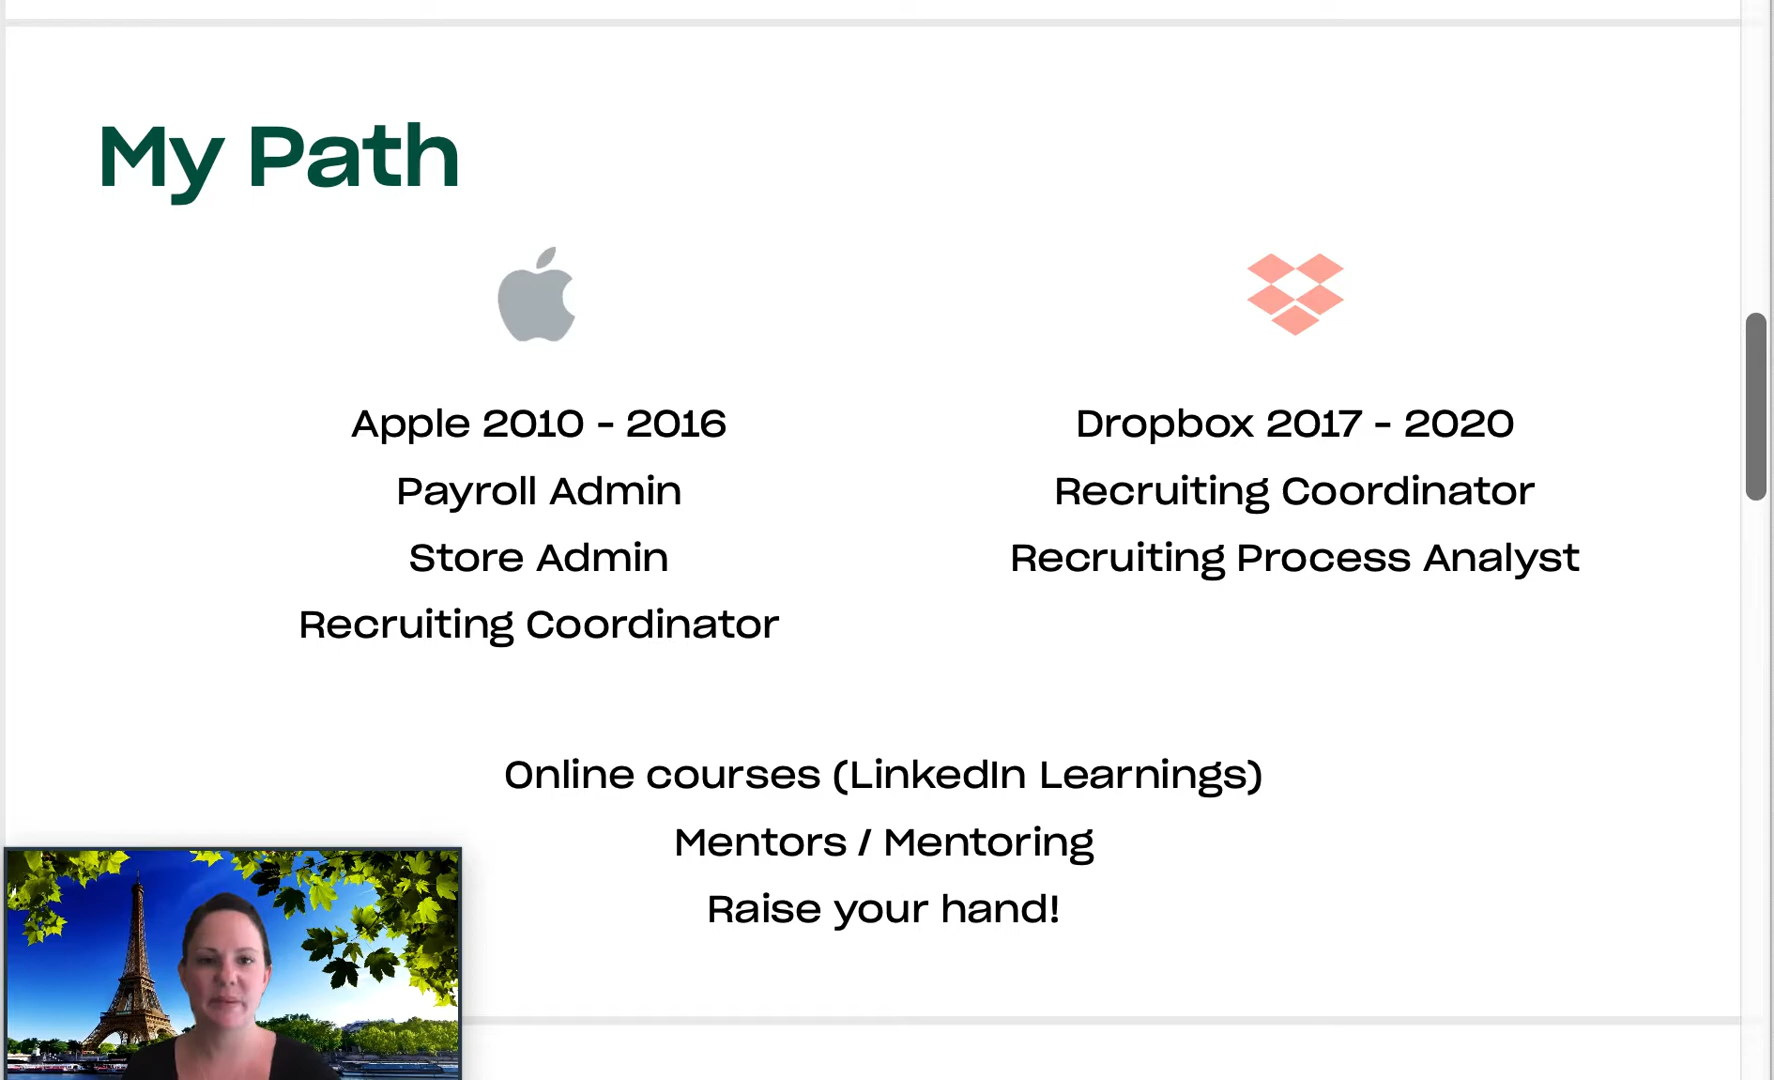 My Path
Apple 2010 - 2016
Payroll Admin
Store Admin
Recruiting Coordinator
Dropbox 2017 - 2020
Recruiting Coordinator
Recruiting Process Analyst
Online courses (LinkedIn Learnings)
Mentors / Mentoring
Raise your hand!